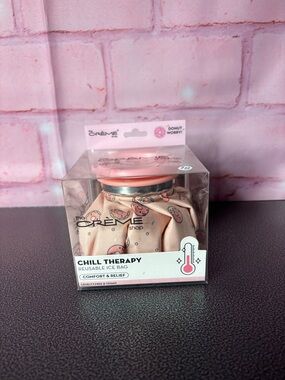 the
CRÈME
shop
DONUT
WORRY!
the
CRÈME
shop
CHILL THERAPY
REUSABLE ICE BAG
COMFORT & RELIEF